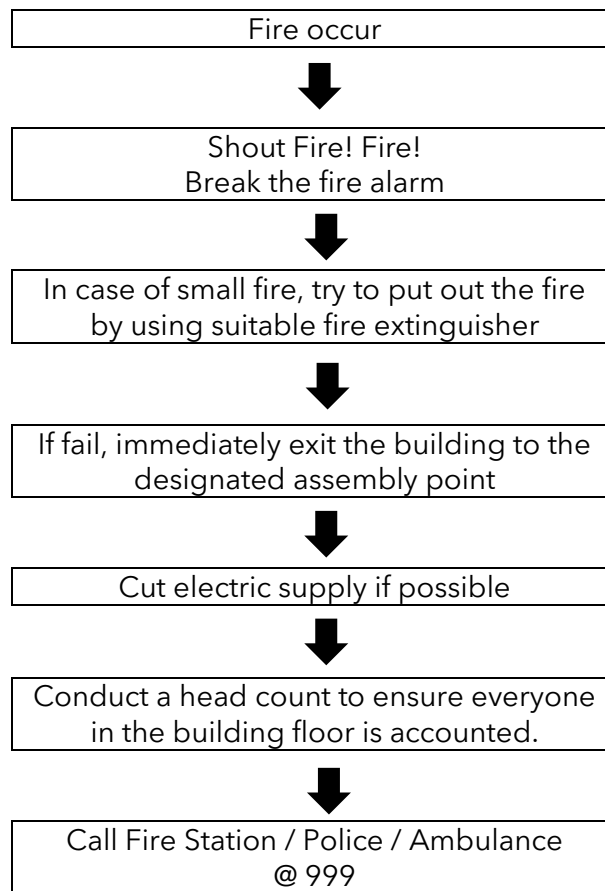 Fire occur
Shout Fire! Fire!
Break the fire alarm
In case of small fire, try to put out the fire
by using suitable fire extinguisher
If fail, immediately exit the building to the
designated assembly point
Cut electric supply if possible
Conduct a head count to ensure everyone
in the building floor is accounted.
Call Fire Station / Police / Ambulance
@ 999